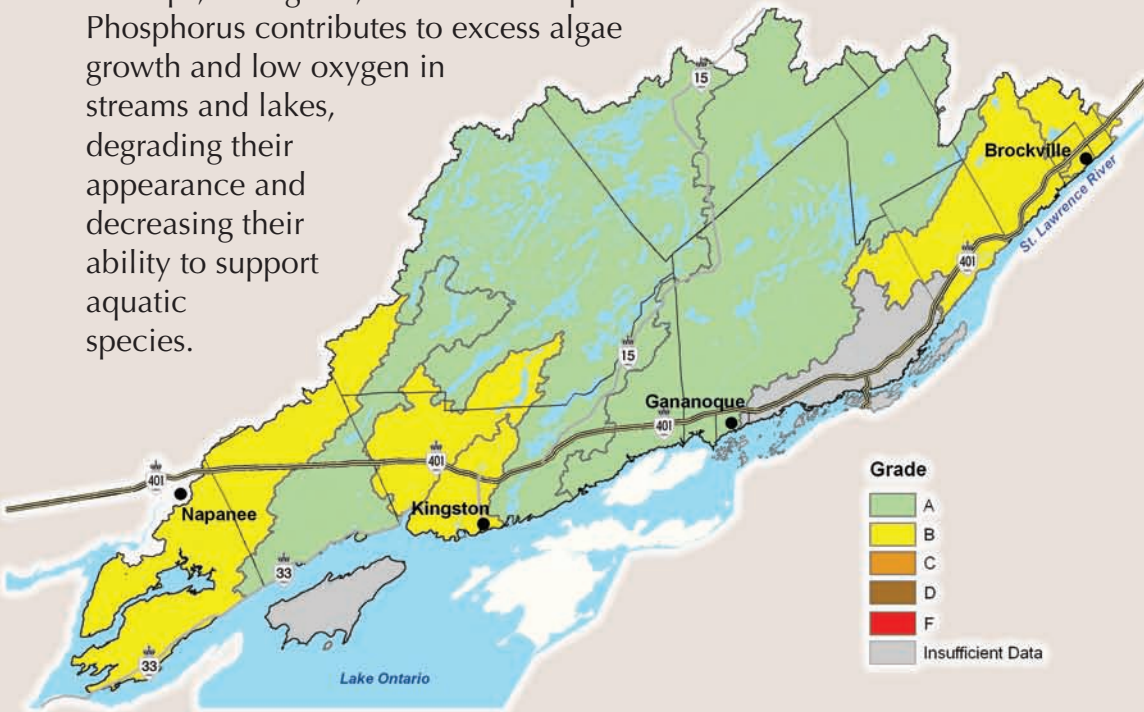 Phosphorus contributes to excess algae
growth and low oxygen in
streams and lakes,
degrading their
appearance and
decreasing their
ability to support
aquatic
species.
15
Brockville
St. Lawrence River
401
15
Gananoque
401
401
401
Kingston
Napanee
33
33
Lake Ontario
Grade
A
B
C
D
F
Insufficient Data